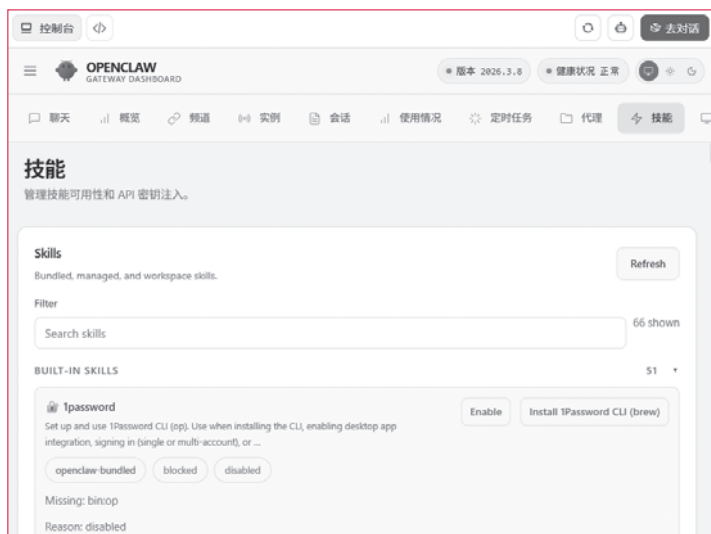 控制台 </> 去对话
OPENCLAW
GATEWAY DASHBOARD
版本 2026.3.8 健康状况 正常
聊天 概览 频道 实例 会话 使用情况 定时任务 代理 技能
技能
管理技能可用性和 API 密钥注入。
Skills
Bundled, managed, and workspace skills.
Refresh
Filter
Search skills
66 shown
BUILT-IN SKILLS 51
1password
Enable Install 1Password CLI (brew)
Set up and use 1Password CLI (op). Use when installing the CLI, enabling desktop app
integration, signing in (single or multi-account), or ...
openclaw-bundled blocked disabled
Missing: bin:op
Reason: disabled